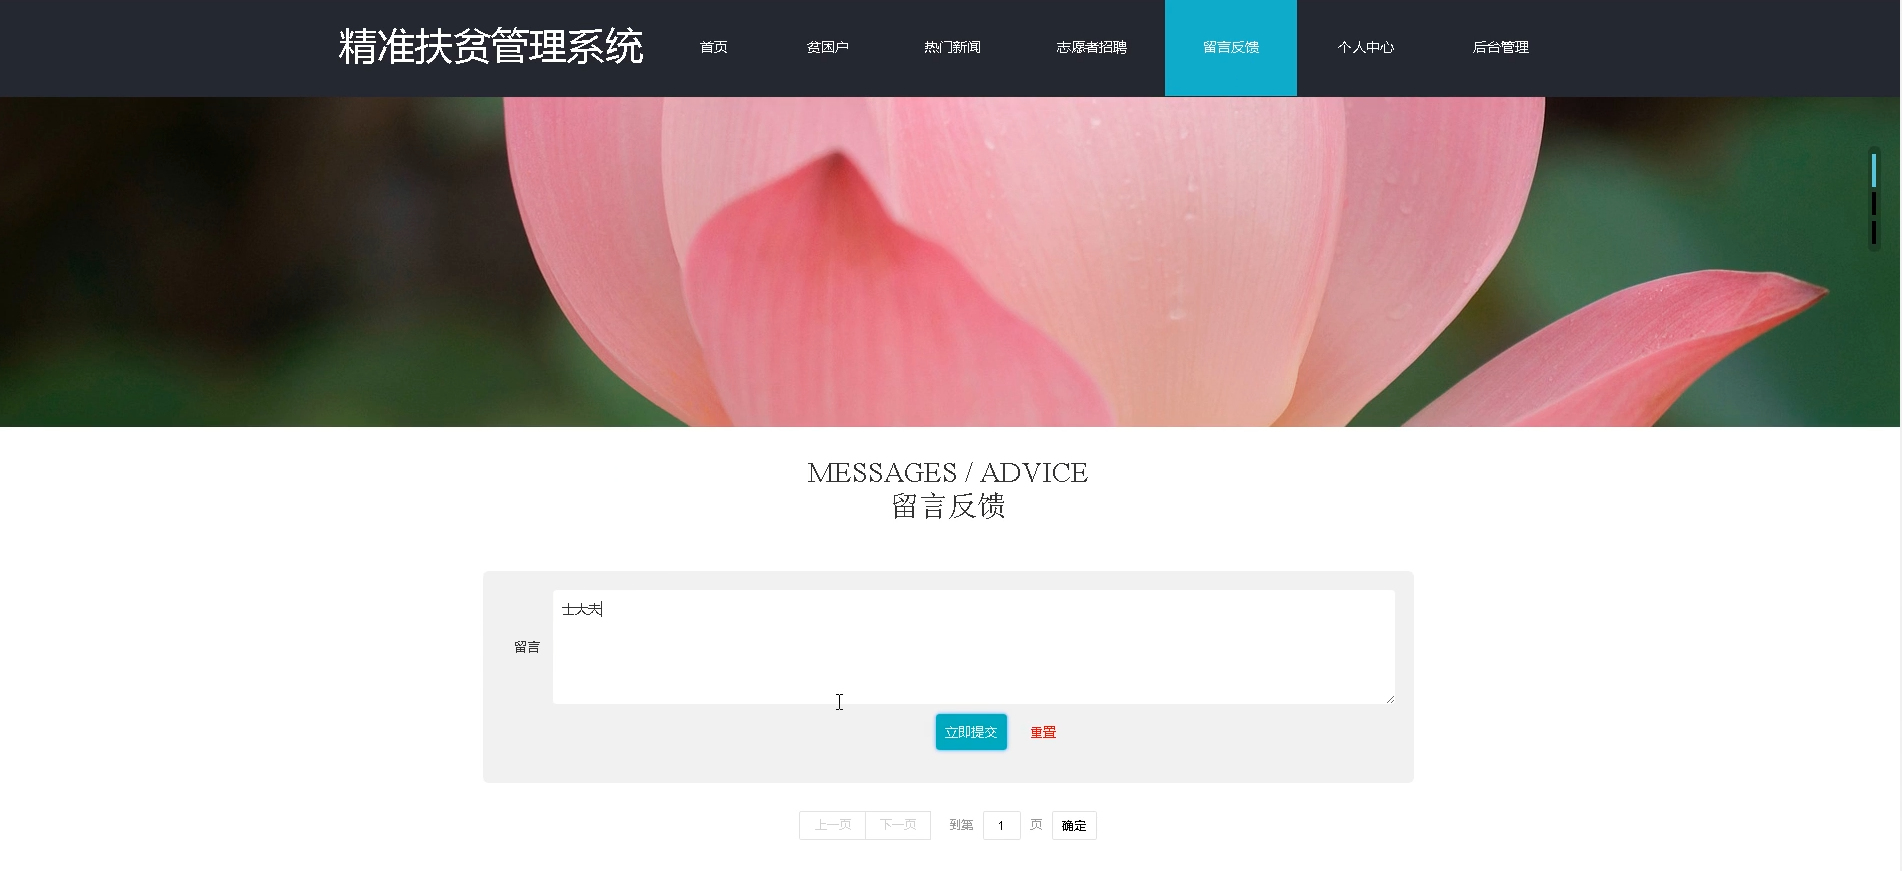 精准扶贫管理系统 首页 贫困户 热门新闻 志愿者招聘 留言反馈 个人中心 后台管理
MESSAGES / ADVICE
留言反馈
士大夫
留言
立即提交 重置
上一页 下一页 到第 1 页 确定